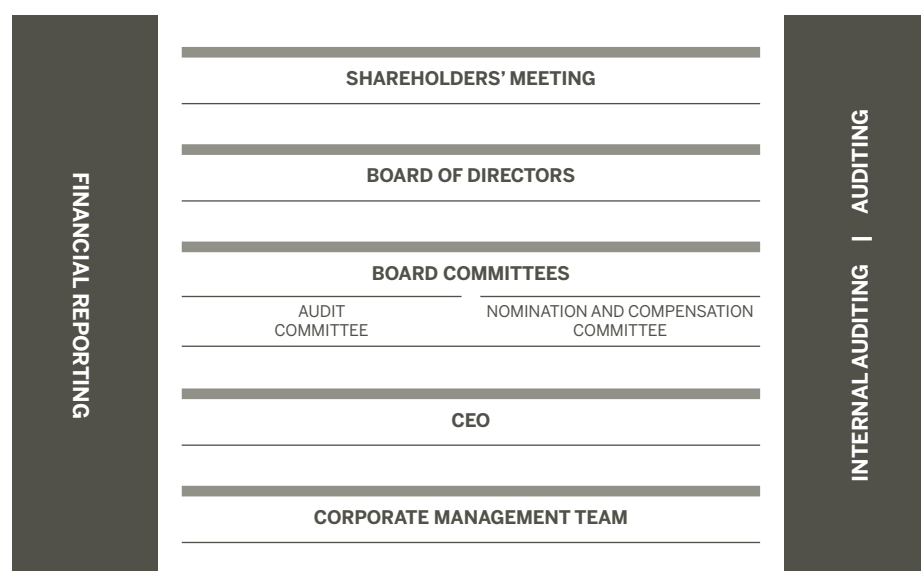 FINANCIAL REPORTING
SHAREHOLDERS’ MEETING
BOARD OF DIRECTORS
BOARD COMMITTEES
AUDIT
COMMITTEE
NOMINATION AND COMPENSATION
COMMITTEE
CEO
CORPORATE MANAGEMENT TEAM
INTERNAL AUDITING | AUDITING